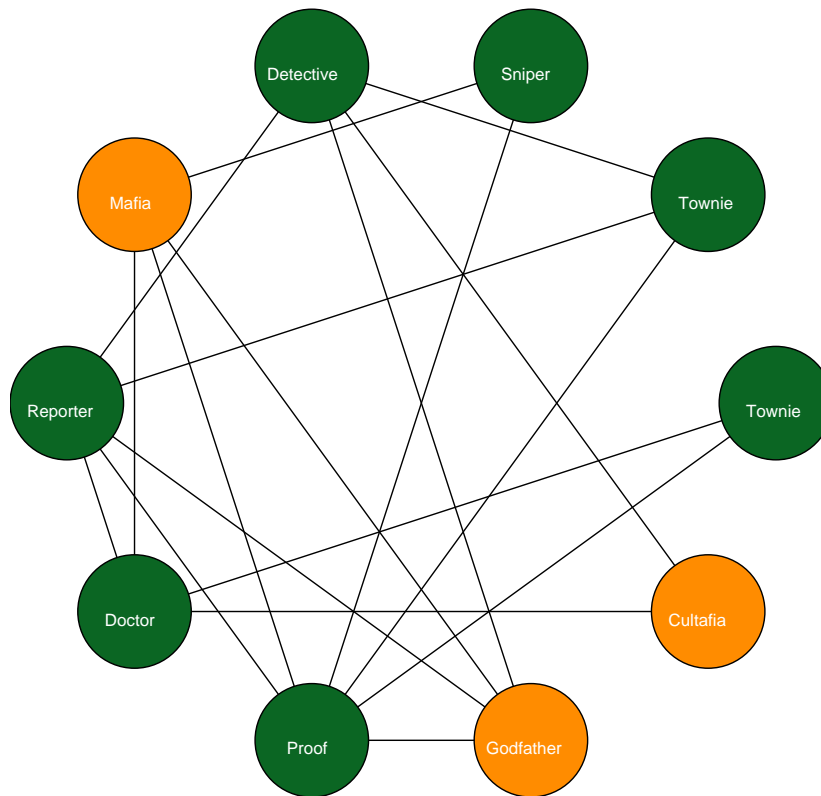 Detective
Sniper
Mafia
Townie
Reporter
Townie
Doctor
Cultafia
Proof
Godfather